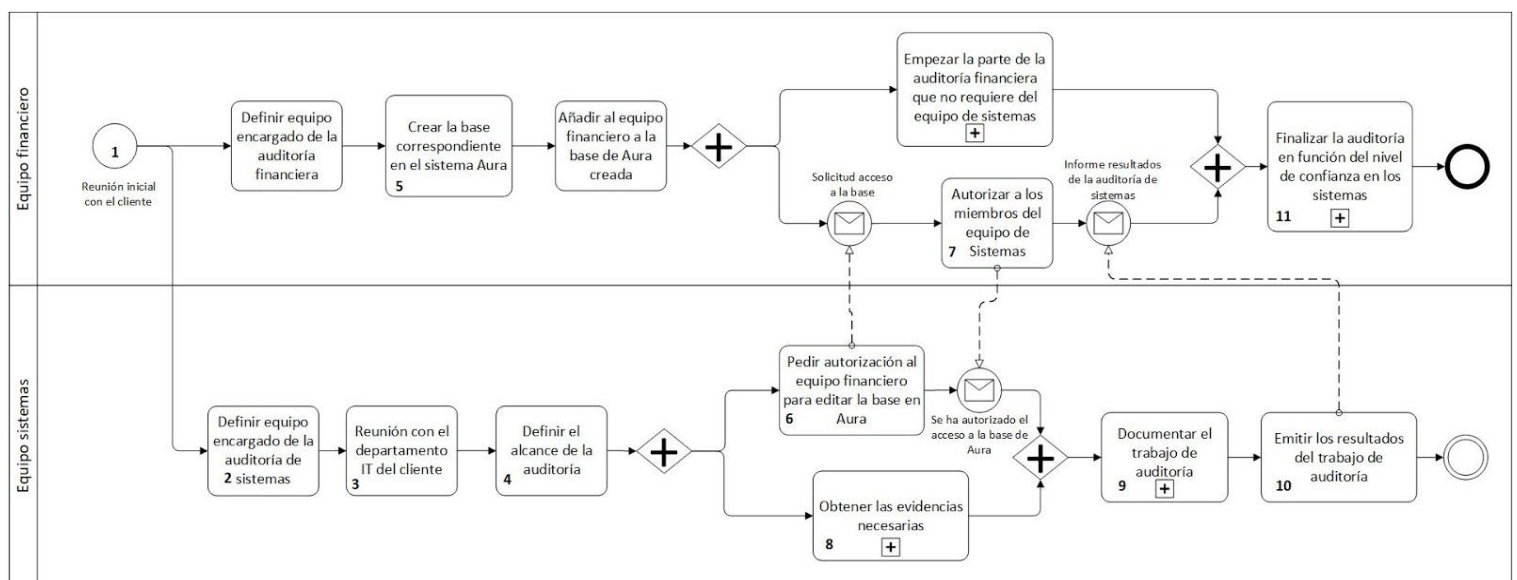 Equipo financiero
1
Reunión inicial
con el cliente
Definir equipo
encargado de la
auditoría
financiera
Crear la base
correspondiente
en el sistema Aura
5
Añadir al equipo
financiero a la
base de Aura
creada
Empezar la parte de la
auditoría financiera
que no requiere del
equipo de sistemas
Solicitud acceso
a la base
Autorizar a los
miembros del
equipo de
7 Sistemas
Informe resultados
de la auditoría de
sistemas
Finalizar la auditoría
en función del nivel
de confianza en los
sistemas
11
Equipo sistemas
Definir equipo
encargado de la
auditoría de
2 sistemas
Reunión con el
departamento
IT del cliente
3
Definir el
alcance de la
auditoría
4
Pedir autorización al
equipo financiero
para editar la base en
6 Aura
Se ha autorizado el
acceso a la base de
Aura
Obtener las evidencias
necesarias
8
Documentar el
trabajo de
auditoría
9
Emitir los resultados
del trabajo de
auditoría
10